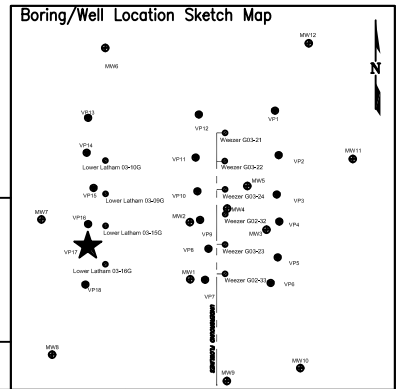 Boring/Well Location Sketch Map
MW12
MW6
N
VP13
VP12
VP1
Weezer G03-21
VP14
VP11
Weezer G03-22
VP2
MW11
Lower Latham 03-10G
MW5
VP15
VP10
Weezer G03-24
VP3
Lower Latham 03-09G
MW4
MW7
MW2
Weezer G02-32
VP16
VP9
MW3
VP4
Lower Latham 03-15G
VP17
VP8
Weezer G03-23
VP5
Lower Latham 03-16G
MW1
Weezer G02-33
VP18
VP7
VP6
UNDERGROUND FLOWLINES
MW8
MW10
MW9